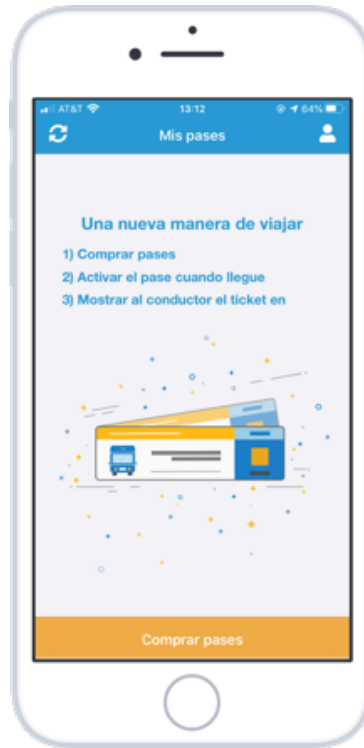 AT&T 13:12 64%
Mis pases
Una nueva manera de viajar
1) Comprar pases
2) Activar el pase cuando llegue
3) Mostrar al conductor el ticket en
Comprar pases